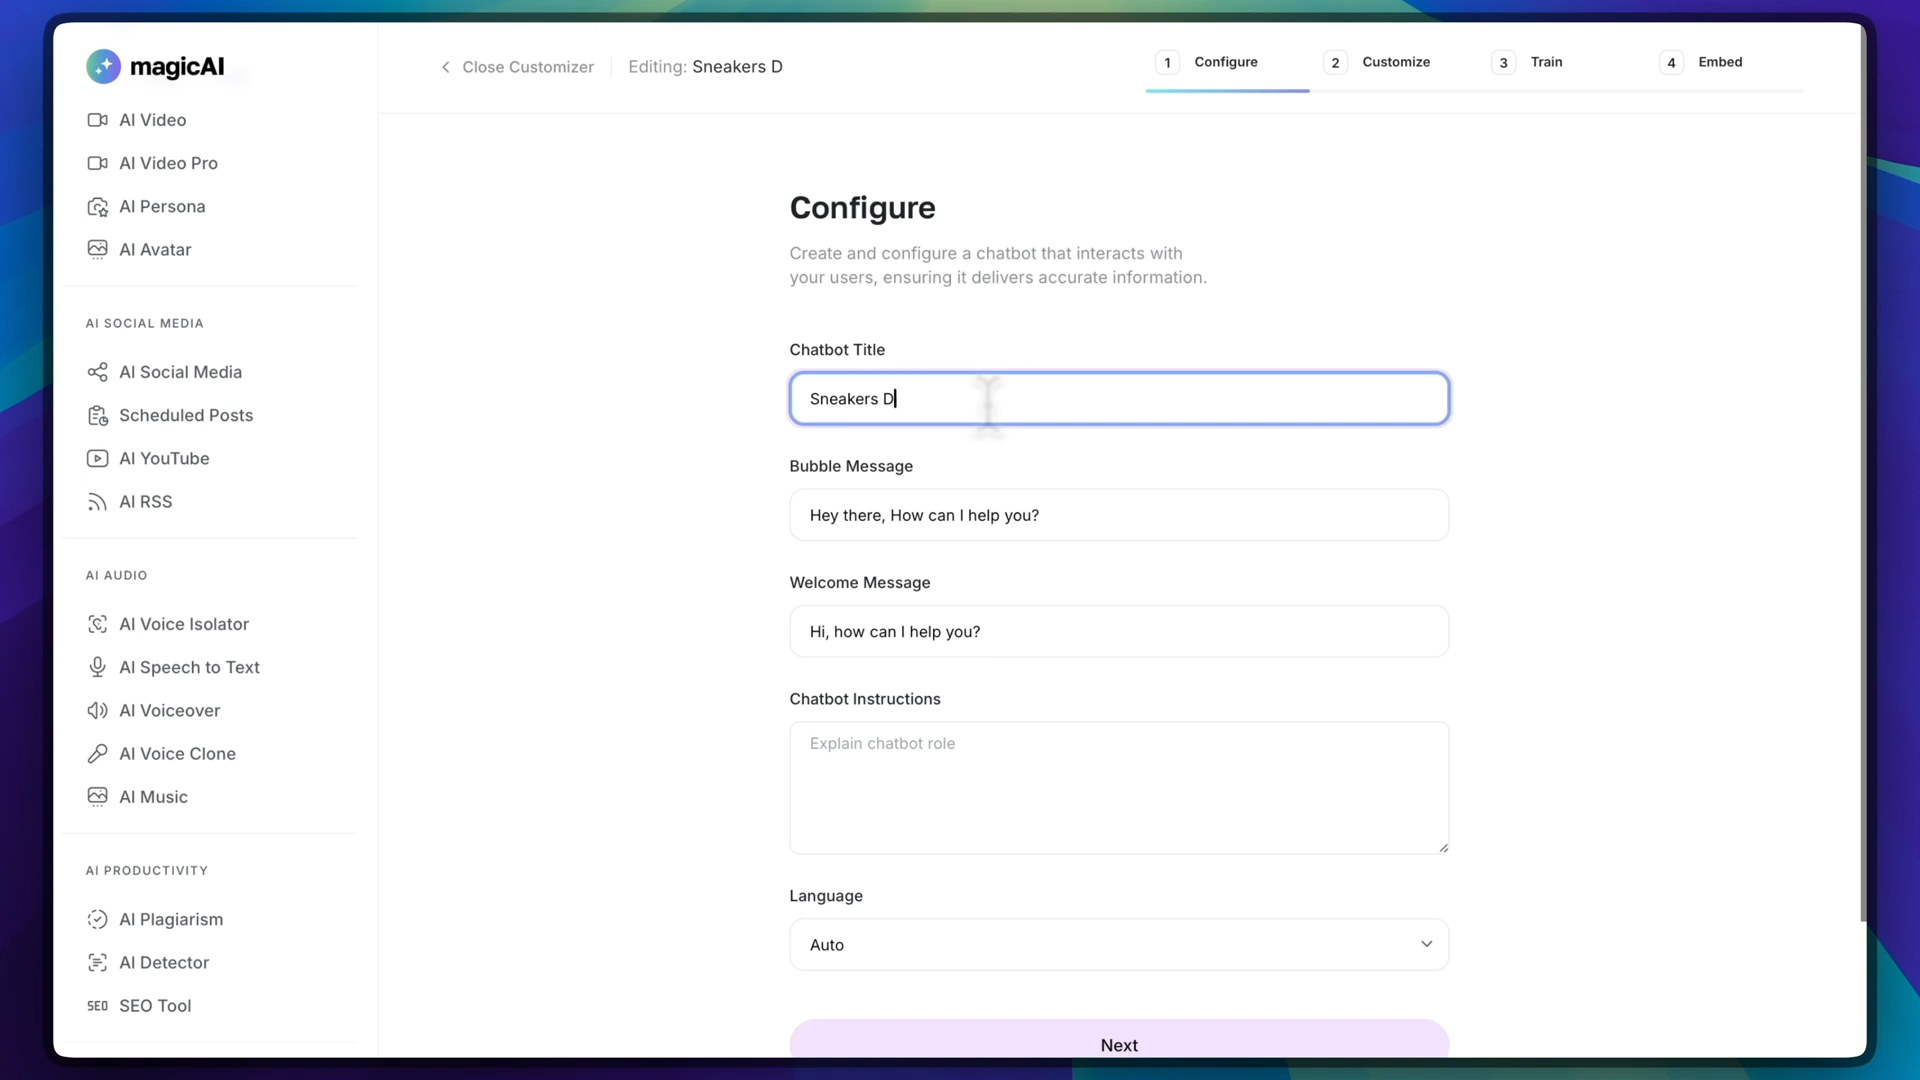 magicAI
AI Video
AI Video Pro
AI Persona
AI Avatar
AI SOCIAL MEDIA
AI Social Media
Scheduled Posts
AI YouTube
AI RSS
AI AUDIO
AI Voice Isolator
AI Speech to Text
AI Voiceover
AI Voice Clone
AI Music
AI PRODUCTIVITY
AI Plagiarism
AI Detector
SEO SEO Tool
Close Customizer
Editing: Sneakers D
1 Configure
2 Customize
3 Train
4 Embed
Configure
Create and configure a chatbot that interacts with
your users, ensuring it delivers accurate information.
Chatbot Title
Sneakers D
Bubble Message
Hey there, How can I help you?
Welcome Message
Hi, how can I help you?
Chatbot Instructions
Explain chatbot role
Language
Auto
Next